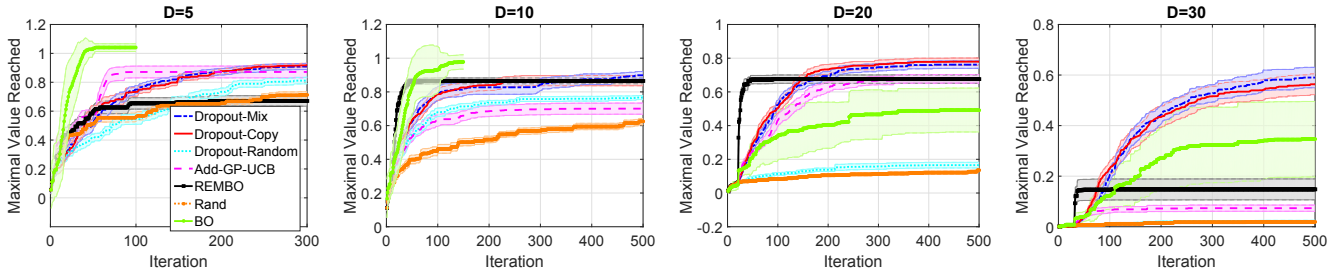 D=5
Maximal Value Reached
1.2
1
0.8
0.6
0.4
0.2
0
0 100 200 300
Iteration
Dropout-Mix
Dropout-Copy
Dropout-Random
Add-GP-UCB
REMBO
Rand
BO
D=10
Maximal Value Reached
1.2
1
0.8
0.6
0.4
0.2
0
0 100 200 300 400 500
Iteration
D=20
Maximal Value Reached
1
0.8
0.6
0.4
0.2
0
-0.2
0 100 200 300 400 500
Iteration
D=30
Maximal Value Reached
0.8
0.6
0.4
0.2
0
0 100 200 300 400 500
Iteration